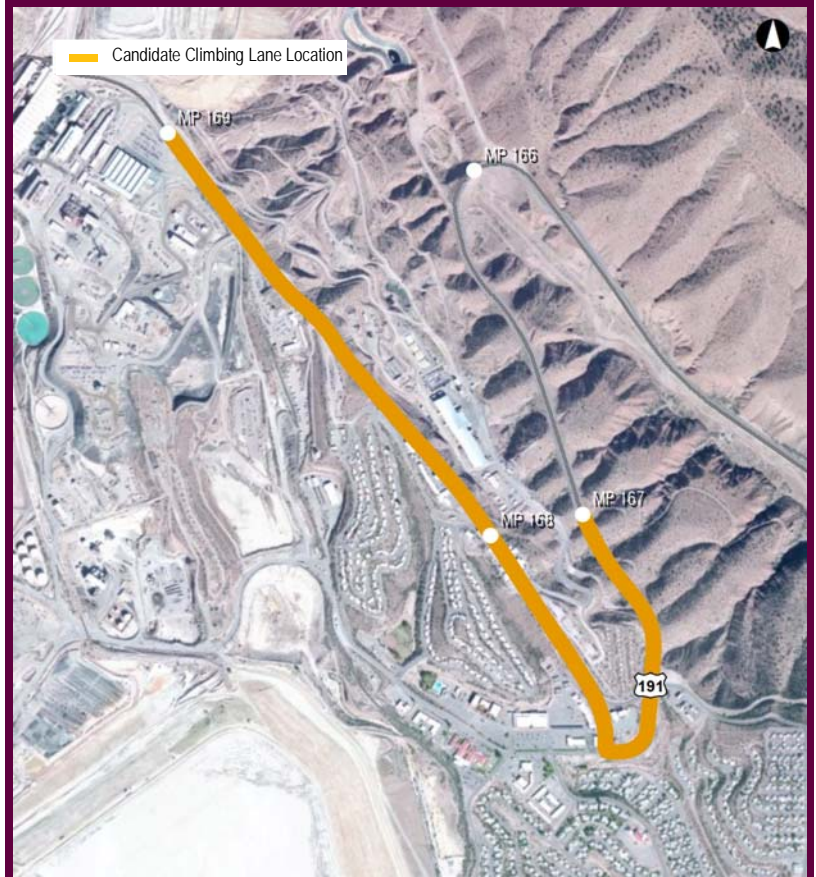 Candidate Climbing Lane Location
MP 169
MP 166
MP 167
MP 168
191